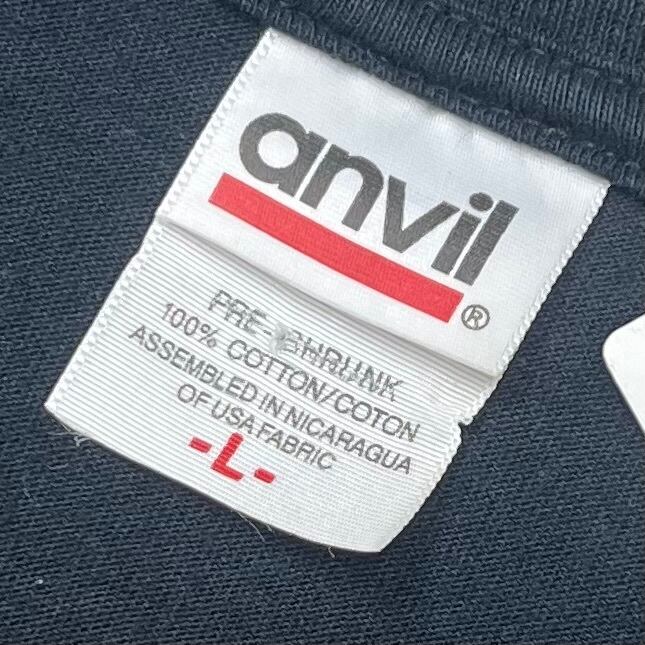 anvil®
PRE-SHRUNK
100% COTTON/COTON
ASSEMBLED IN NICARAGUA
OF USA FABRIC
-L-